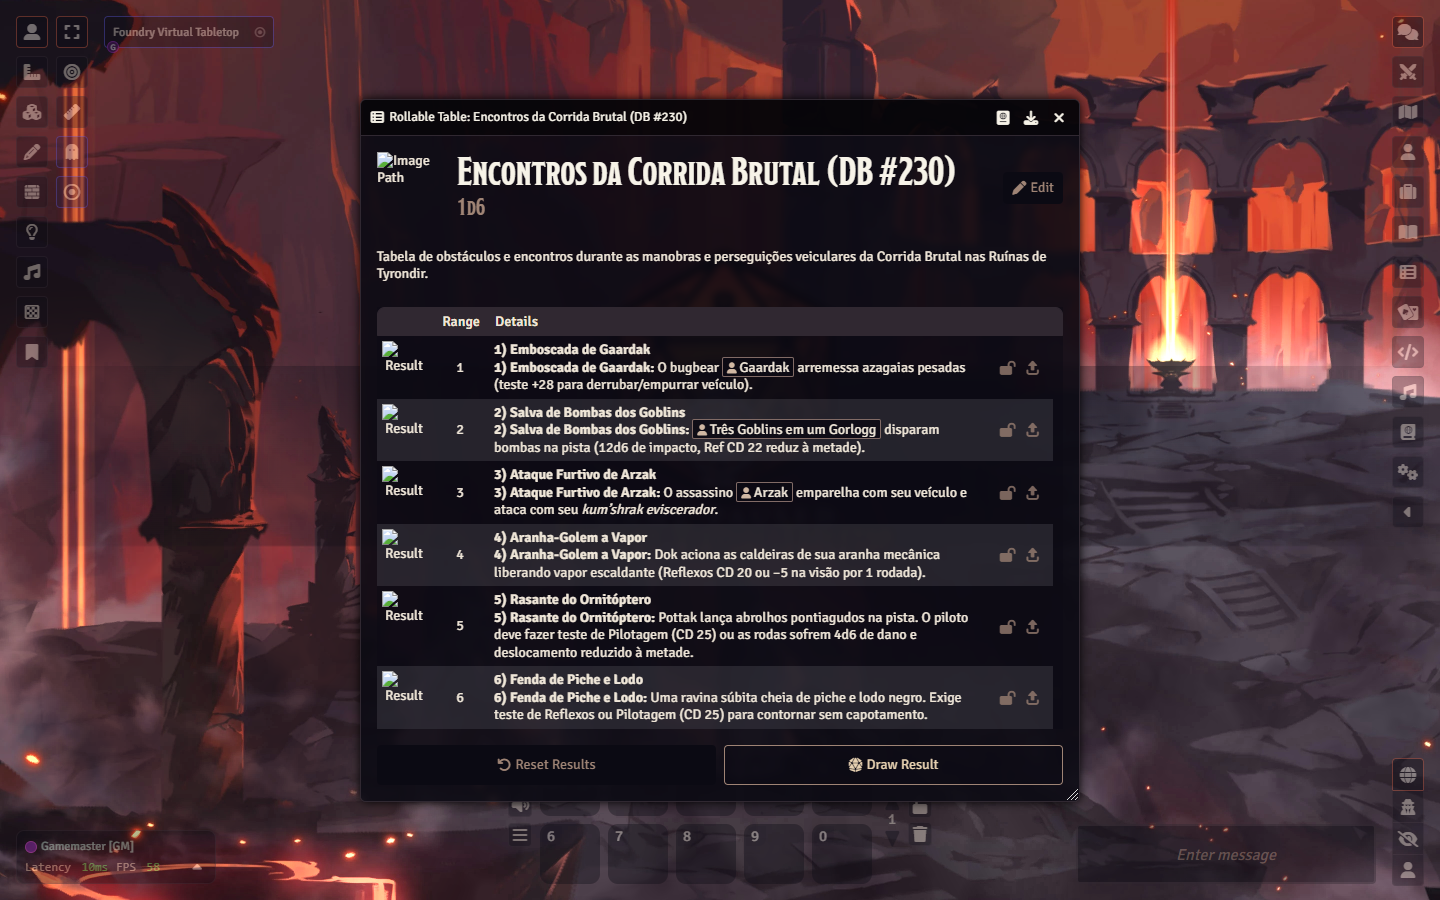 Foundry Virtual Tabletop
G
Rollable Table: Encontros da Corrida Brutal (DB #230)
Image Path
Encontros da Corrida Brutal (DB #230)
1d6
Edit
Tabela de obstáculos e encontros durante as manobras e perseguições veiculares da Corrida Brutal nas Ruínas de
Tyrondir.
Range Details
Result
1
1) Emboscada de Gaardak
1) Emboscada de Gaardak: O bugbear Gaardak arremessa azagaias pesadas
(teste +28 para derrubar/empurrar veículo).
Result
2
2) Salva de Bombas dos Goblins
2) Salva de Bombas dos Goblins: Três Goblins em um Gorlogg disparam
bombas na pista (12d6 de impacto, Ref CD 22 reduz à metade).
Result
3
3) Ataque Furtivo de Arzak
3) Ataque Furtivo de Arzak: O assassino Arzak emparelha com seu veículo e
ataca com seu kum'shrak eviscerador.
Result
4
4) Aranha-Golem a Vapor
4) Aranha-Golem a Vapor: Dok aciona as caldeiras de sua aranha mecânica
liberando vapor escaldante (Reflexos CD 20 ou −5 na visão por 1 rodada).
Result
5
5) Rasante do Ornitóptero
5) Rasante do Ornitóptero: Pottak lança abrolhos pontiagudos na pista. O piloto
deve fazer teste de Pilotagem (CD 25) ou as rodas sofrem 4d6 de dano e
deslocamento reduzido à metade.
Result
6
6) Fenda de Piche e Lodo
6) Fenda de Piche e Lodo: Uma ravina súbita cheia de piche e lodo negro. Exige
teste de Reflexos ou Pilotagem (CD 25) para contornar sem capotamento.
Reset Results
Draw Result
6 7 8 9 0
1
Gamemaster [GM]
Latency 10ms FPS 58
Enter message